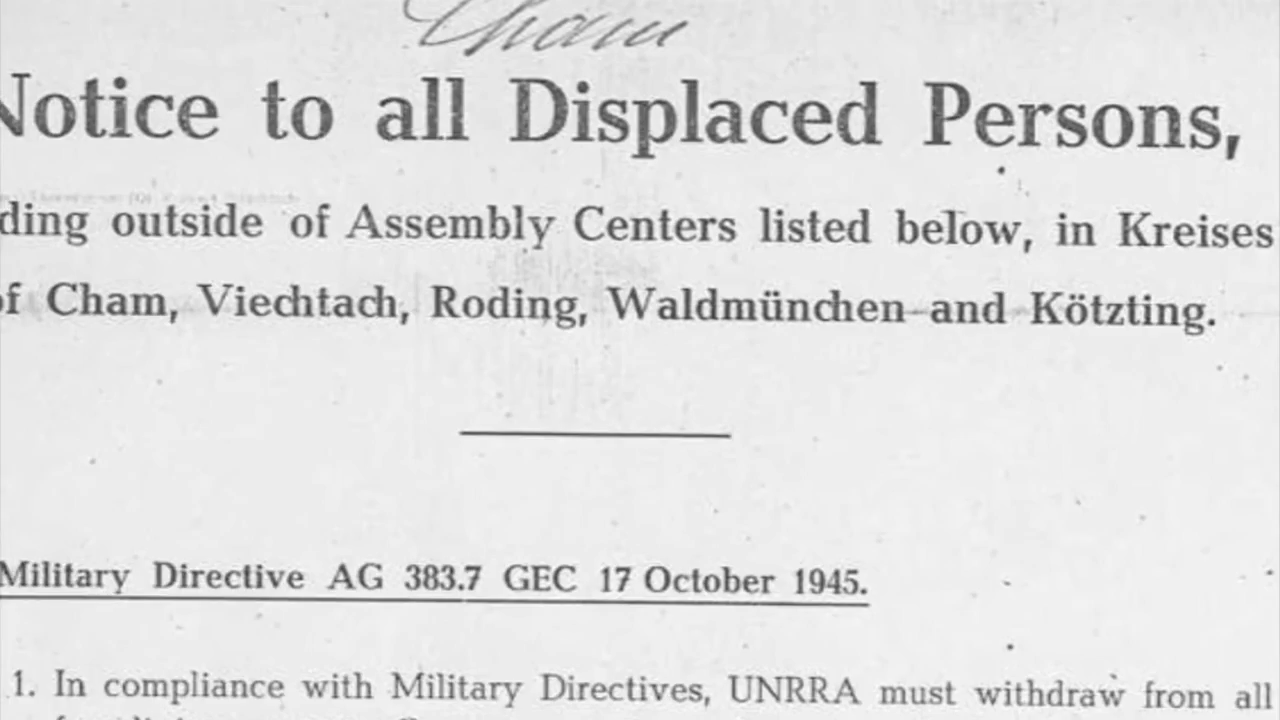 Cham
Notice to all Displaced Persons,
ding outside of Assembly Centers listed below, in Kreises
of Cham, Viechtach, Roding, Waldmünchen and Kötzting.
Military Directive AG 383.7 GEC 17 October 1945.
1. In compliance with Military Directives, UNRRA must withdraw from all